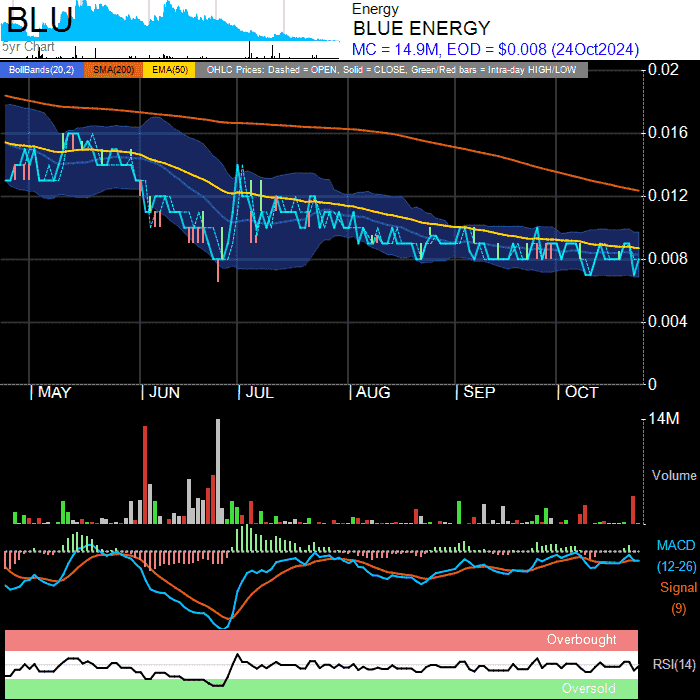 BLU
5yr Chart
Energy
BLUE ENERGY
MC = 14.9M, EOD = $0.008 (24Oct2024)
BollBands(20,2) SMA(200) EMA(50) OHLC Prices: Dashed = OPEN, Solid = CLOSE, Green/Red bars = Intra-day HIGH/LOW
0.02
0.016
0.012
0.008
0.004
0
MAY JUN JUL AUG SEP OCT
14M
Volume
MACD
(12-26)
Signal
(9)
Overbought
RSI(14)
Oversold